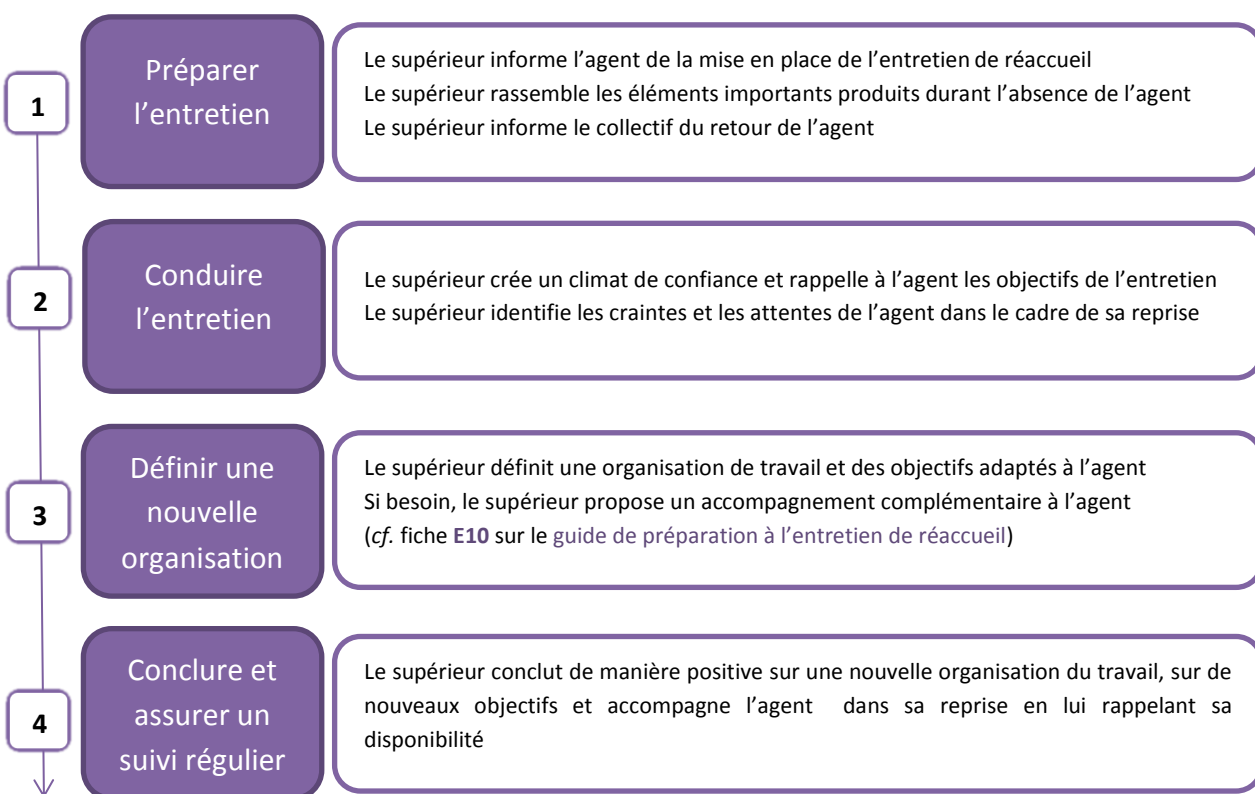 1
Préparer
l’entretien
Le supérieur informe l’agent de la mise en place de l’entretien de réaccueil
Le supérieur rassemble les éléments importants produits durant l’absence de l’agent
Le supérieur informe le collectif du retour de l’agent
2
Conduire
l’entretien
Le supérieur crée un climat de confiance et rappelle à l’agent les objectifs de l’entretien
Le supérieur identifie les craintes et les attentes de l’agent dans le cadre de sa reprise
3
Définir une
nouvelle
organisation
Le supérieur définit une organisation de travail et des objectifs adaptés à l’agent
Si besoin, le supérieur propose un accompagnement complémentaire à l’agent
(cf. fiche E10 sur le guide de préparation à l’entretien de réaccueil)
4
Conclure et
assurer un
suivi régulier
Le supérieur conclut de manière positive sur une nouvelle organisation du travail, sur de
nouveaux objectifs et accompagne l’agent dans sa reprise en lui rappelant sa
disponibilité